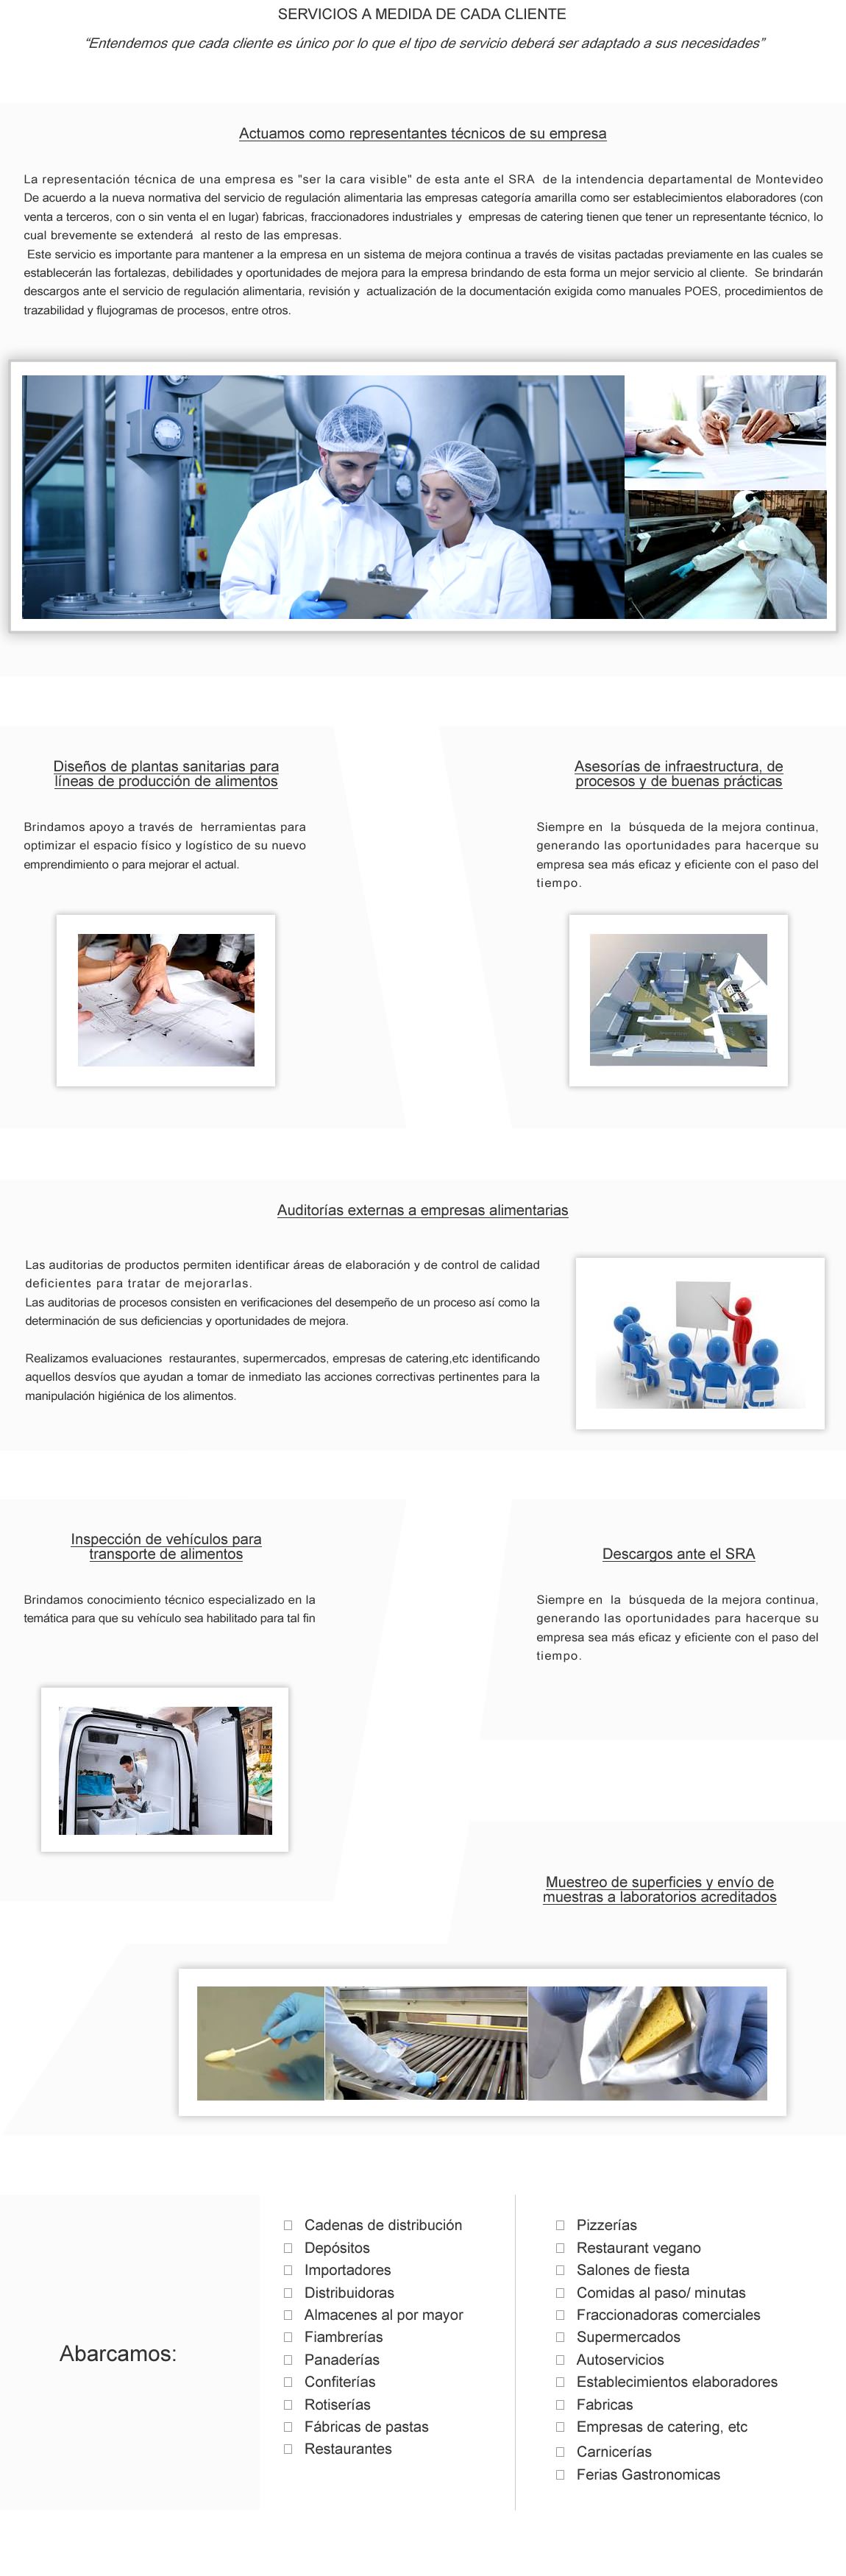 SERVICIOS A MEDIDA DE CADA CLIENTE
“Entendemos que cada cliente es único por lo que el tipo de servicio deberá ser adaptado a sus necesidades”
Actuamos como representantes técnicos de su empresa
La representación técnica de una empresa es "ser la cara visible" de esta ante el SRA de la intendencia departamental de Montevideo
De acuerdo a la nueva normativa del servicio de regulación alimentaria las empresas categoría amarilla como ser establecimientos elaboradores (con
venta a terceros, con o sin venta el en lugar) fabricas, fraccionadores industriales y empresas de catering tienen que tener un representante técnico, lo
cual brevemente se extenderá al resto de las empresas.
Este servicio es importante para mantener a la empresa en un sistema de mejora continua a través de visitas pactadas previamente en las cuales se
establecerán las fortalezas, debilidades y oportunidades de mejora para la empresa brindando de esta forma un mejor servicio al cliente. Se brindarán
descargos ante el servicio de regulación alimentaria, revisión y actualización de la documentación exigida como manuales POES, procedimientos de
trazabilidad y flujogramas de procesos, entre otros.
Diseños de plantas sanitarias para
líneas de producción de alimentos
Brindamos apoyo a través de herramientas para
optimizar el espacio físico y logístico de su nuevo
emprendimiento o para mejorar el actual.
Asesorías de infraestructura, de
procesos y de buenas prácticas
Siempre en la búsqueda de la mejora continua,
generando las oportunidades para hacerque su
empresa sea más eficaz y eficiente con el paso del
tiempo.
Auditorías externas a empresas alimentarias
Las auditorias de productos permiten identificar áreas de elaboración y de control de calidad
deficientes para tratar de mejorarlas.
Las auditorias de procesos consisten en verificaciones del desempeño de un proceso así como la
determinación de sus deficiencias y oportunidades de mejora.
Realizamos evaluaciones restaurantes, supermercados, empresas de catering,etc identificando
aquellos desvíos que ayudan a tomar de inmediato las acciones correctivas pertinentes para la
manipulación higiénica de los alimentos.
Inspección de vehículos para
transporte de alimentos
Brindamos conocimiento técnico especializado en la
temática para que su vehículo sea habilitado para tal fin
Descargos ante el SRA
Siempre en la búsqueda de la mejora continua,
generando las oportunidades para hacerque su
empresa sea más eficaz y eficiente con el paso del
tiempo.
Muestreo de superficies y envío de
muestras a laboratorios acreditados
Abarcamos:
Cadenas de distribución
Depósitos
Importadores
Distribuidoras
Almacenes al por mayor
Fiambrerías
Panaderías
Confiterías
Rotiserías
Fábricas de pastas
Restaurantes
Pizzerías
Restaurant vegano
Salones de fiesta
Comidas al paso/ minutas
Fraccionadoras comerciales
Supermercados
Autoservicios
Establecimientos elaboradores
Fabricas
Empresas de catering, etc
Carnicerías
Ferias Gastronomicas